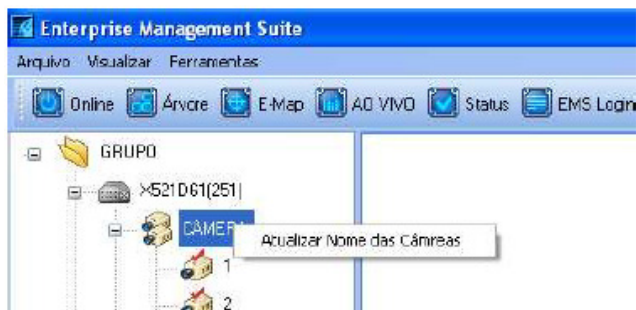 Enterprise Management Suite
Arquivo Visualizar Ferramentas
Online Árvore E-Map AO VIVO Status EMS Login
GRUPO
X521D61(251)
CÂMERA
Atualizar Nome das Câmreas
1
2